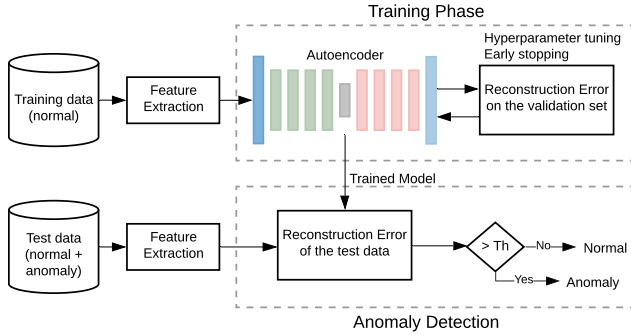 Training Phase
Hyperparameter tuning
Early stopping
Autoencoder
Training data
(normal)
Feature
Extraction
Reconstruction Error
on the validation set
Trained Model
Test data
(normal +
anomaly)
Feature
Extraction
Reconstruction Error
of the test data
> Th
No
Normal
Yes
Anomaly
Anomaly Detection